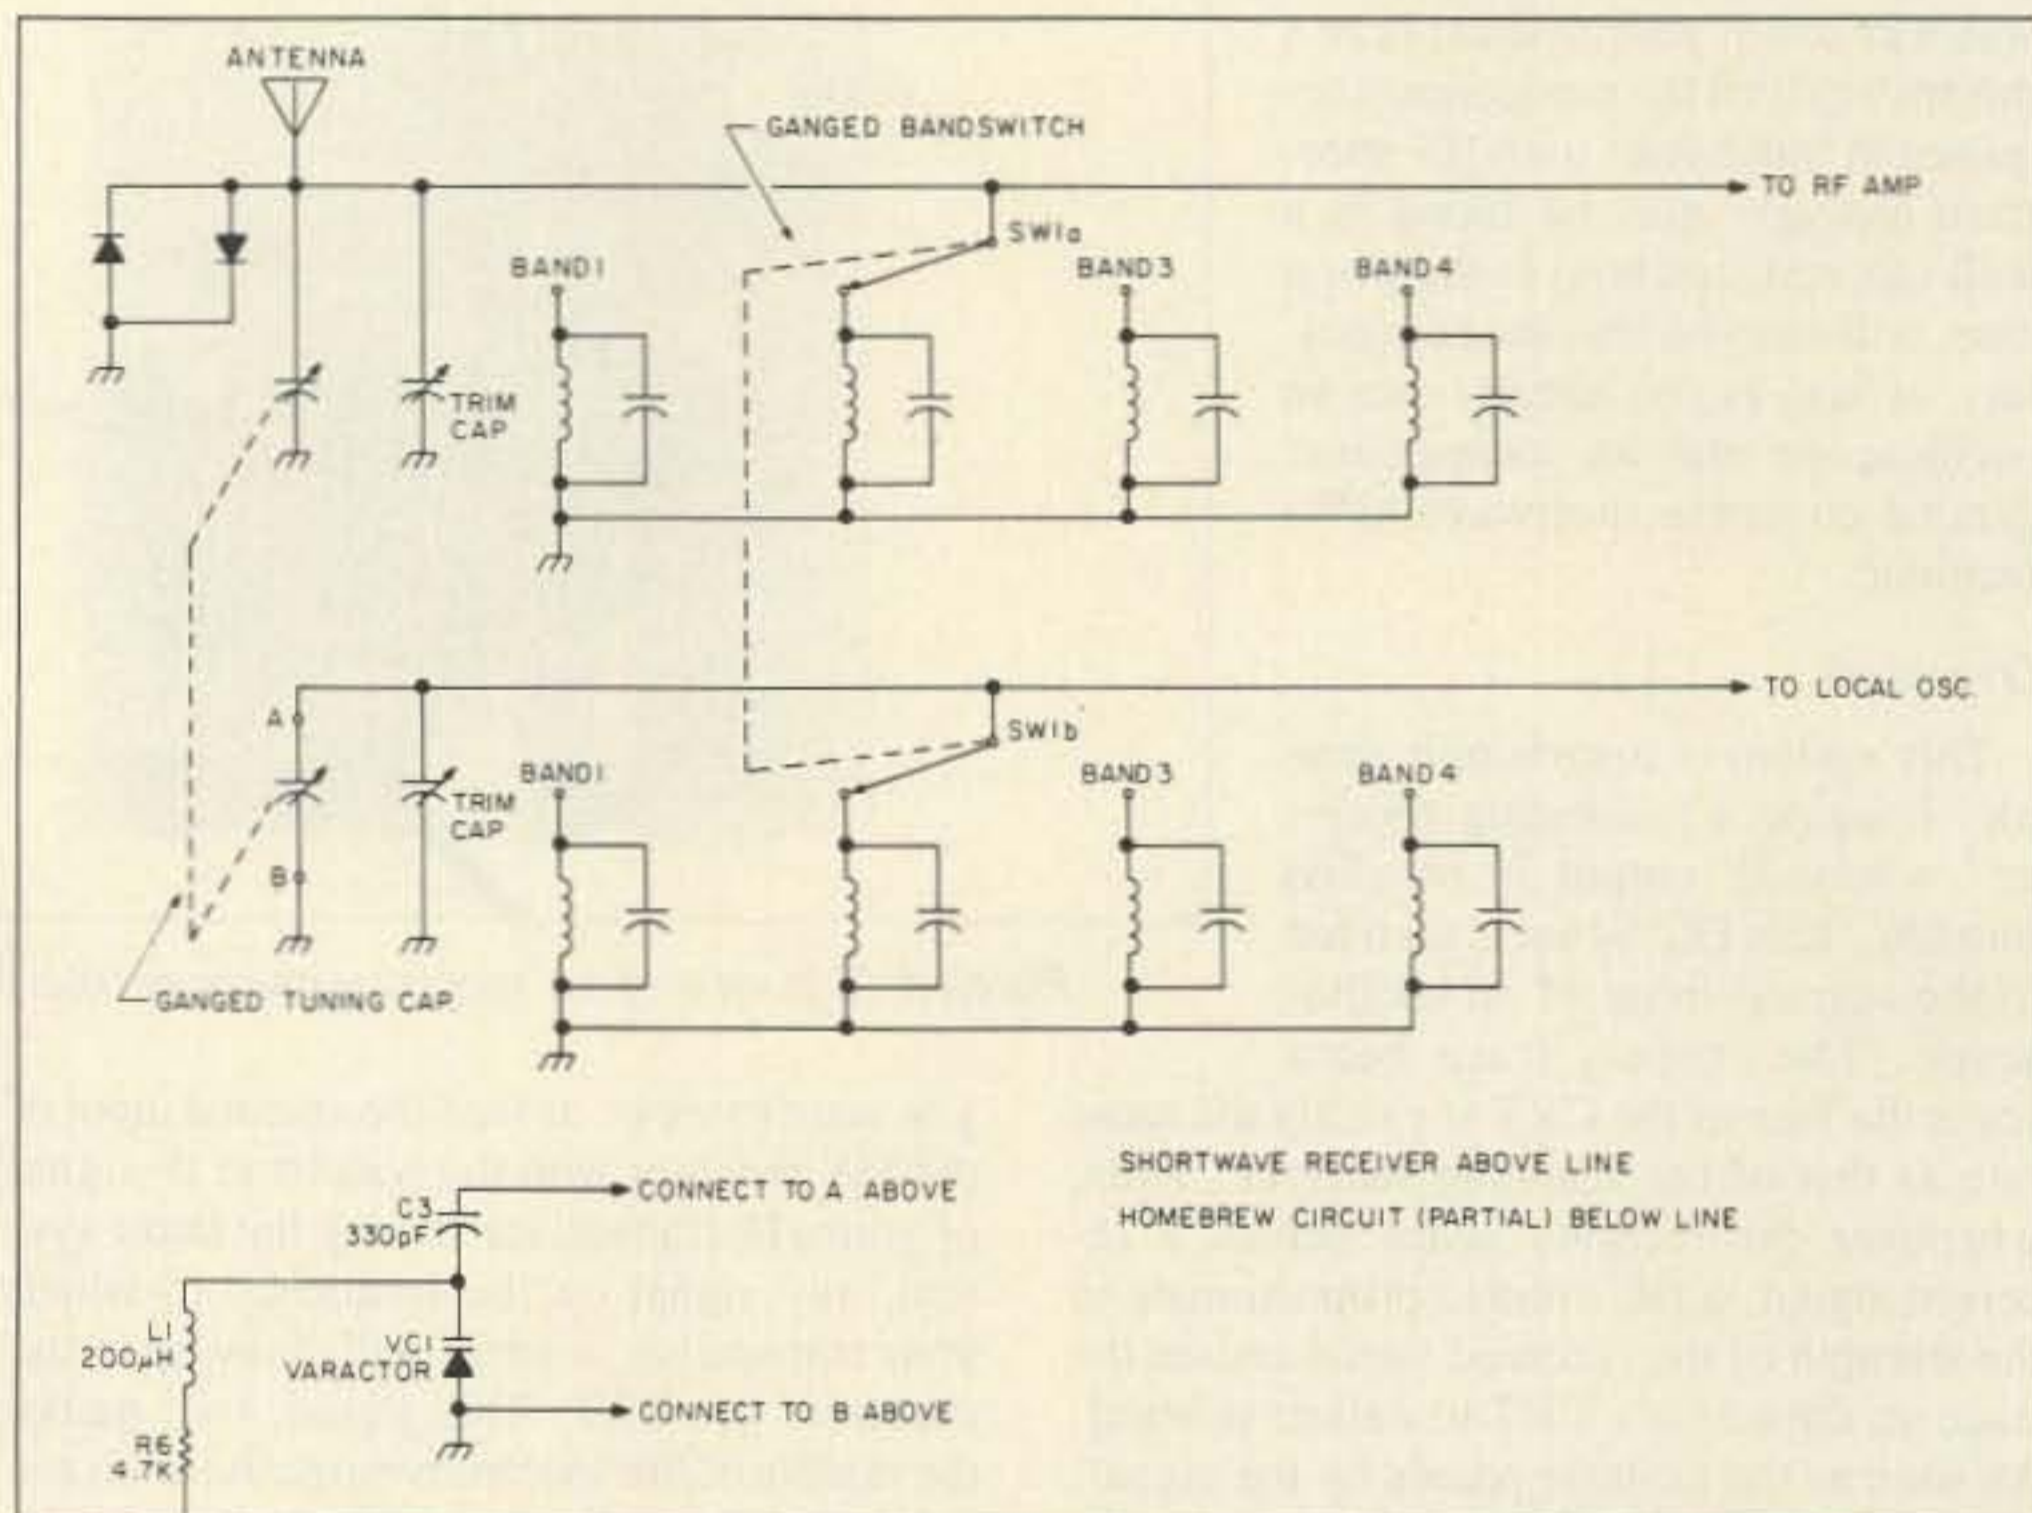 ANTENNA
GANGED BANDSWITCH
TO RF AMP
SW1a
BAND1
BAND3
BAND4
TRIM
CAP
TO LOCAL OSC.
A
SW1b
BAND1
BAND3
BAND4
TRIM
CAP
B
GANGED TUNING CAP.
SHORTWAVE RECEIVER ABOVE LINE
HOMEBREW CIRCUIT (PARTIAL) BELOW LINE
CONNECT TO A ABOVE
C3
330pF
L1
200µH
VC1
VARACTOR
CONNECT TO B ABOVE
R6
4.7K